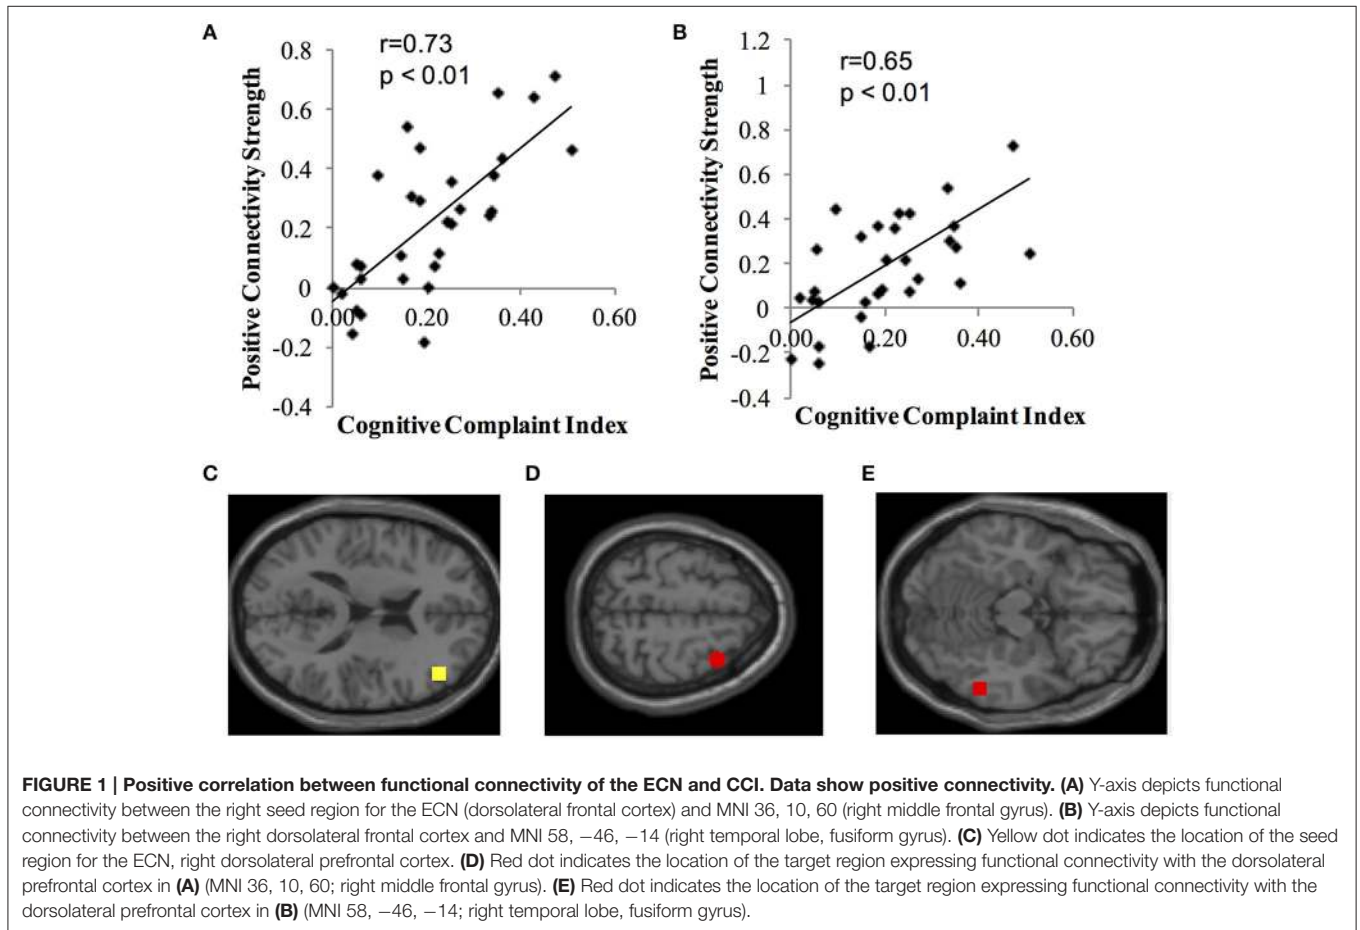 A
r=0.73
p < 0.01
Positive Connectivity Strength
0.8
0.6
0.4
0.2
0
-0.2
-0.4
0.00
0.20
0.40
0.60
Cognitive Complaint Index
B
r=0.65
p < 0.01
Positive Connectivity Strength
1.2
1
0.8
0.6
0.4
0.2
0
-0.2
-0.4
0.00
0.20
0.40
0.60
Cognitive Complaint Index
C
D
E
FIGURE 1 | Positive correlation between functional connectivity of the ECN and CCI. Data show positive connectivity. (A) Y-axis depicts functional
connectivity between the right seed region for the ECN (dorsolateral frontal cortex) and MNI 36, 10, 60 (right middle frontal gyrus). (B) Y-axis depicts functional
connectivity between the right dorsolateral frontal cortex and MNI 58, −46, −14 (right temporal lobe, fusiform gyrus). (C) Yellow dot indicates the location of the seed
region for the ECN, right dorsolateral prefrontal cortex. (D) Red dot indicates the location of the target region expressing functional connectivity with the dorsolateral
prefrontal cortex in (A) (MNI 36, 10, 60; right middle frontal gyrus). (E) Red dot indicates the location of the target region expressing functional connectivity with the
dorsolateral prefrontal cortex in (B) (MNI 58, −46, −14; right temporal lobe, fusiform gyrus).